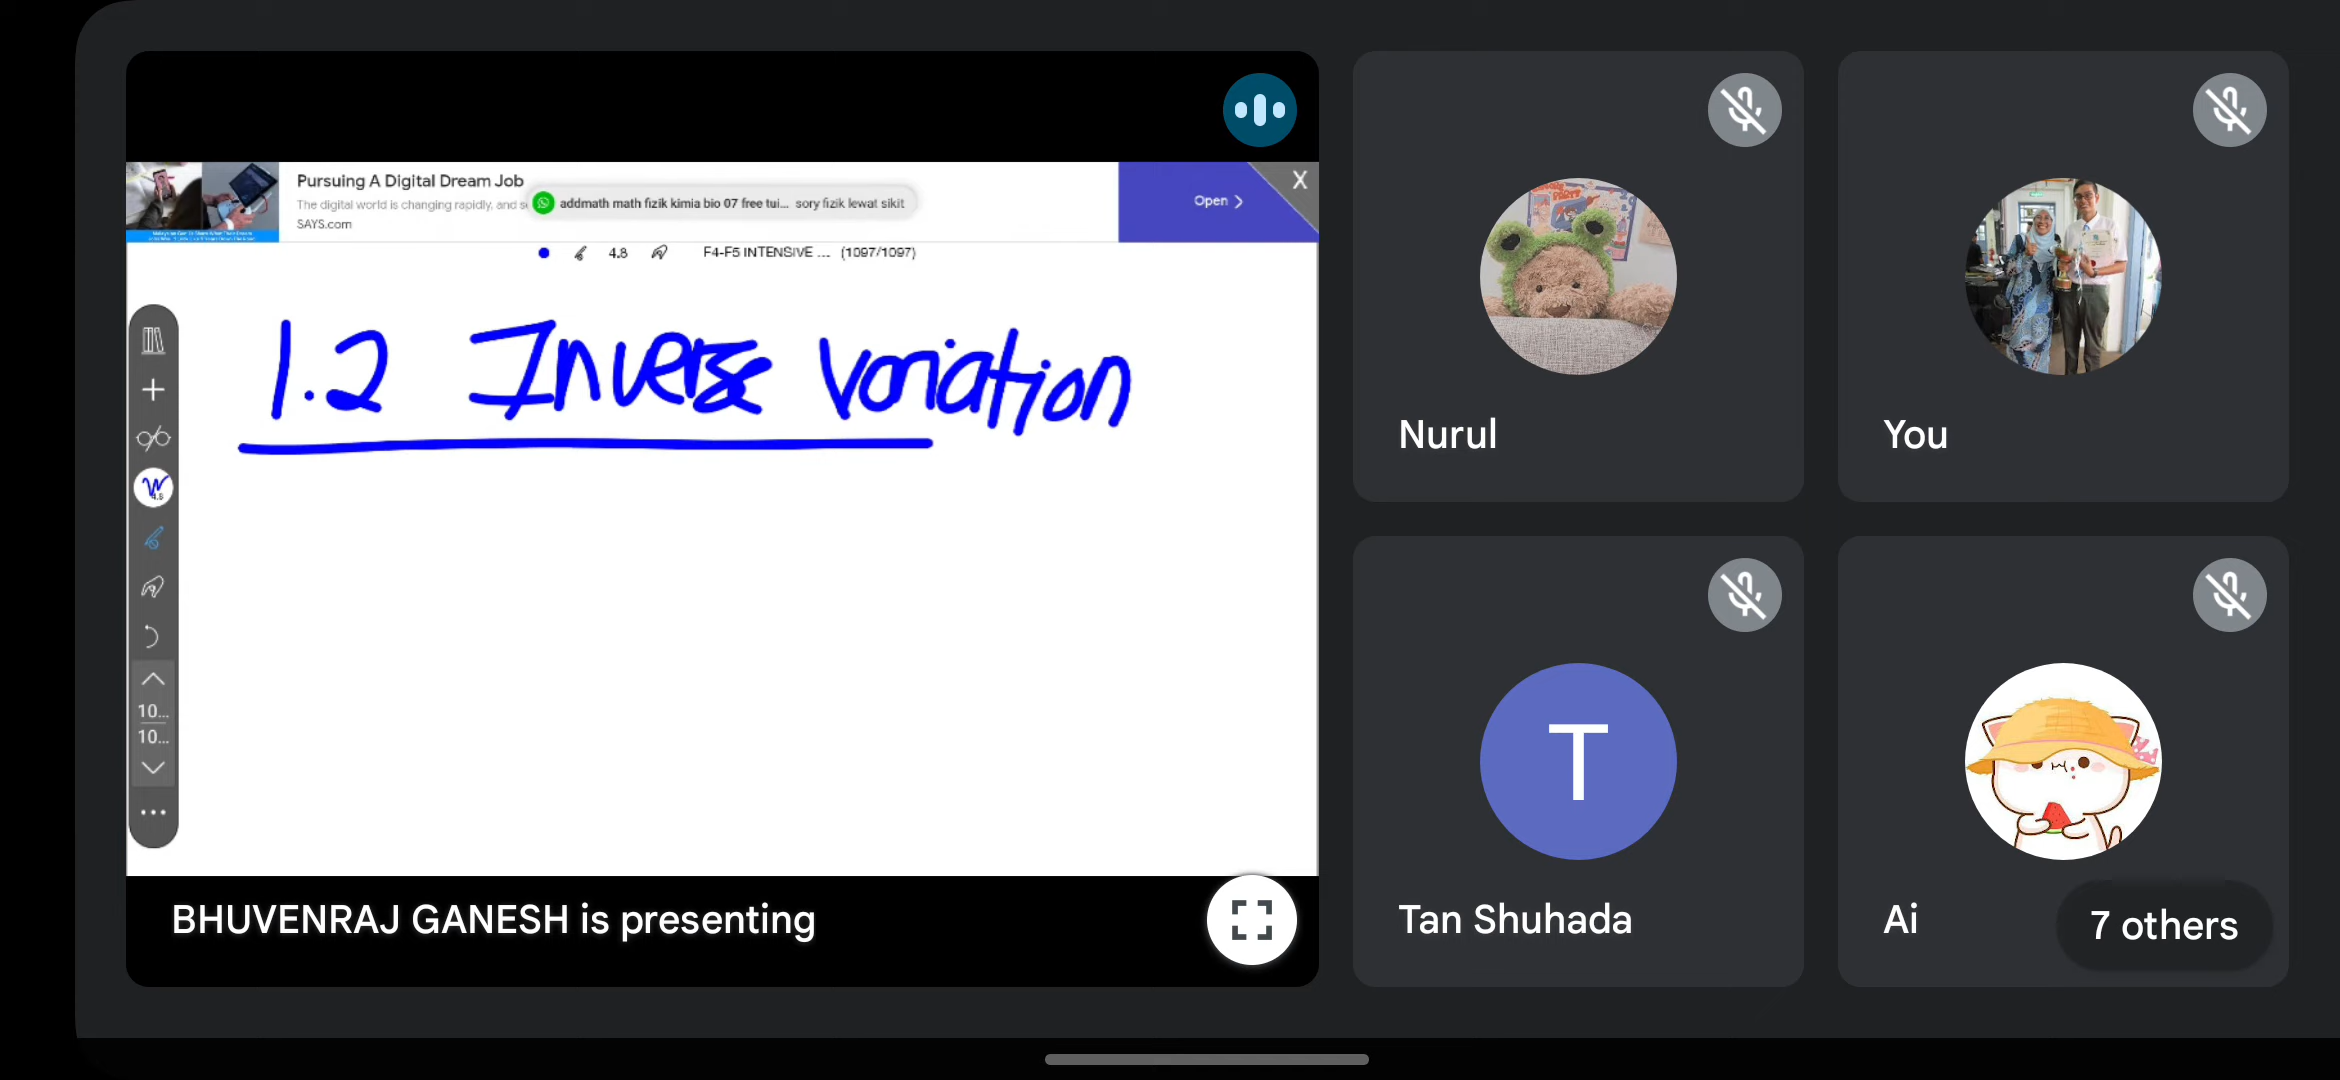 Pursuing A Digital Dream Job
The digital world is changing rapidly, and s
SAYS.com
addmath math fizik kimia bio 07 free tui... sory fizik lewat sikit
Open
X
4.8 F4-F5 INTENSIVE ... (1097/1097)
1.2 Inverse Variation
4.8
10...
10...
BHUVENRAJ GANESH is presenting
Nurul
You
T
Tan Shuhada
Ai
7 others